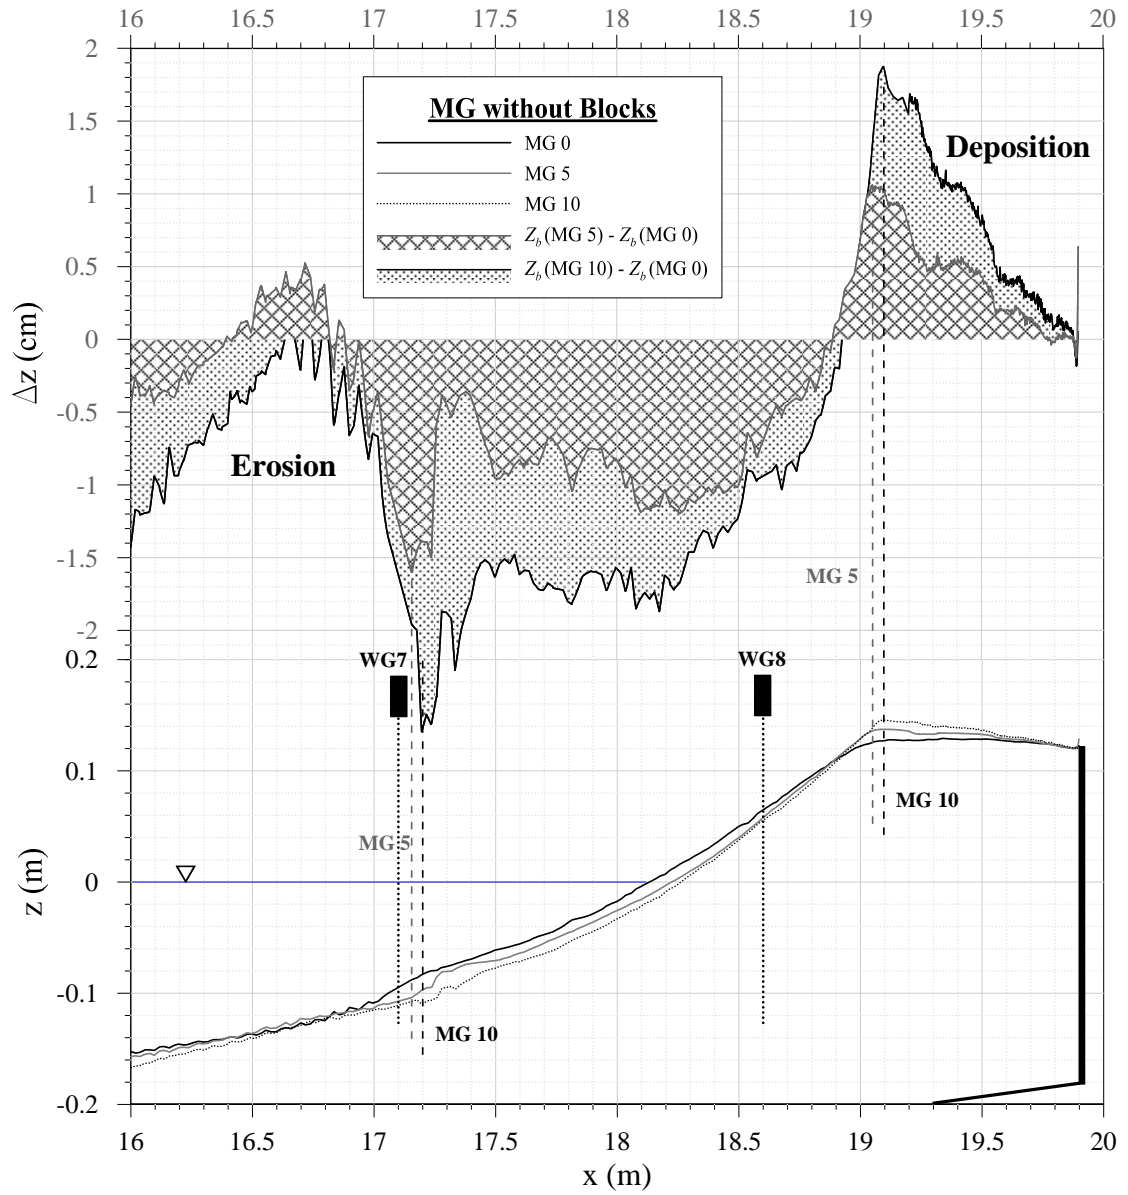 16 16.5 17 17.5 18 18.5 19 19.5 20
2
1.5
1
0.5
0
-0.5
-1
-1.5
-2
Δz (cm)
MG without Blocks
MG 0
MG 5
MG 10
Zb(MG 5) - Zb(MG 0)
Zb(MG 10) - Zb(MG 0)
Deposition
Erosion
MG 5
WG7
WG8
0.2
0.1
0
-0.1
-0.2
z (m)
MG 10
MG 5
MG 10
16 16.5 17 17.5 18 18.5 19 19.5 20
x (m)